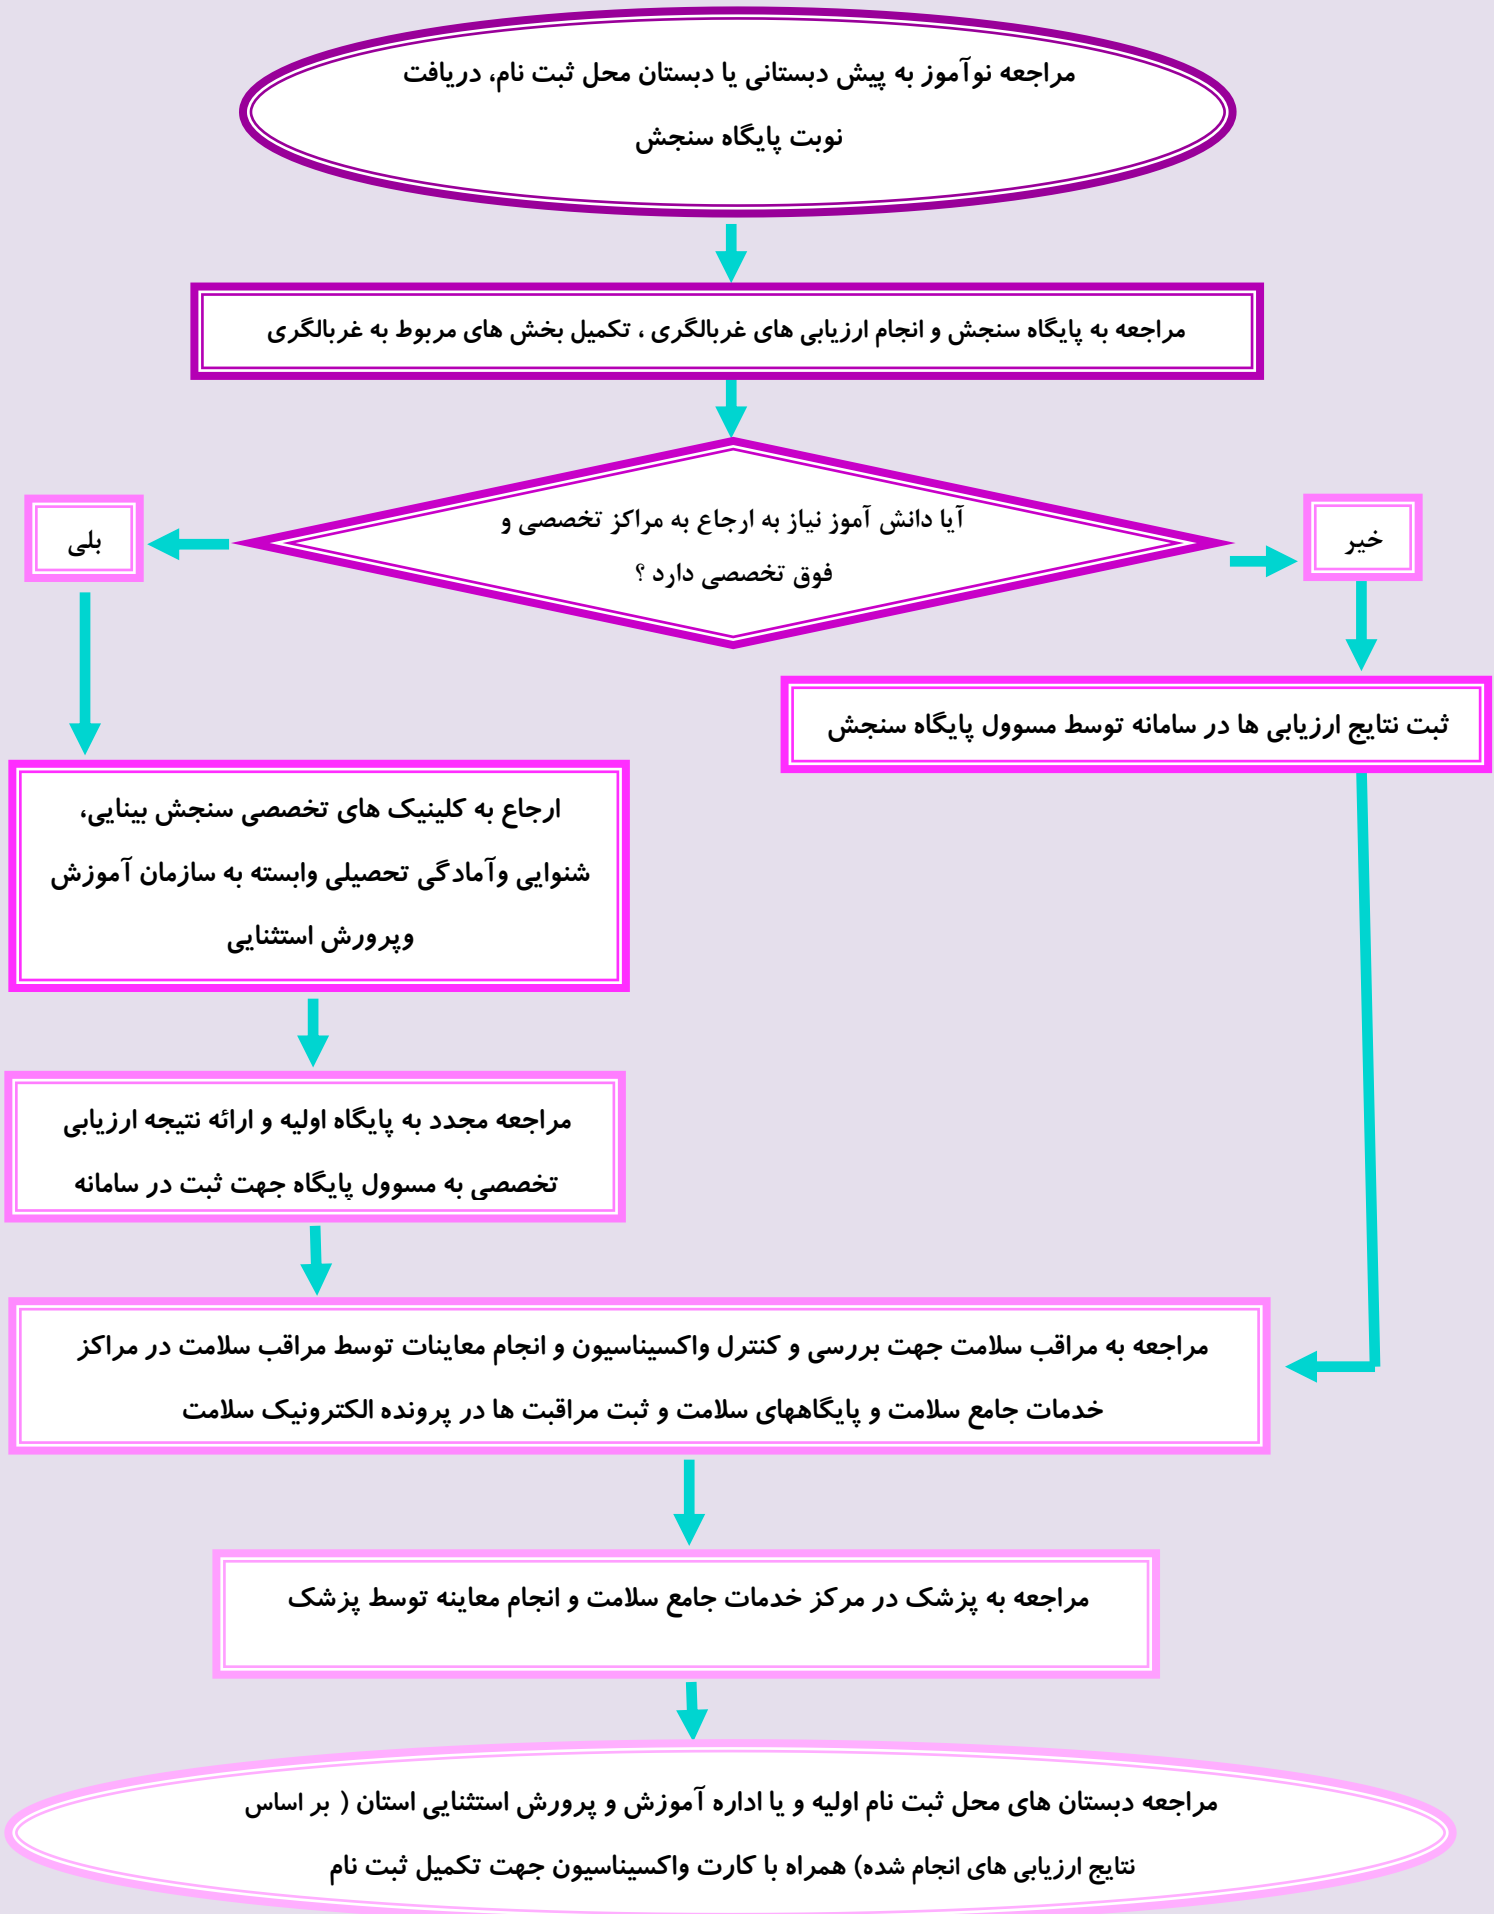 مراجعه نوآموز به پیش دبستانی یا دبستان محل ثبت نام، دریافت
نوبت پایگاه سنجش
مراجعه به پایگاه سنجش و انجام ارزیابی های غربالگری ، تکمیل بخش های مربوط به غربالگری
آیا دانش آموز نیاز به ارجاع به مراکز تخصصی و
فوق تخصصی دارد ؟
خیر
بلی
ثبت نتایج ارزیابی ها در سامانه توسط مسوول پایگاه سنجش
ارجاع به کلینیک های تخصصی سنجش بینایی،
شنوایی وآمادگی تحصیلی وابسته به سازمان آموزش
وپرورش استثنایی
مراجعه مجدد به پایگاه اولیه و ارائه نتیجه ارزیابی
تخصصی به مسوول پایگاه جهت ثبت در سامانه
مراجعه به مراقب سلامت جهت بررسی و کنترل واکسیناسیون و انجام معاینات توسط مراقب سلامت در مراکز
خدمات جامع سلامت و پایگاههای سلامت و ثبت مراقبت ها در پرونده الکترونیک سلامت
مراجعه به پزشک در مرکز خدمات جامع سلامت و انجام معاینه توسط پزشک
مراجعه دبستان های محل ثبت نام اولیه و یا اداره آموزش و پرورش استثنایی استان ( بر اساس
نتایج ارزیابی های انجام شده) همراه با کارت واکسیناسیون جهت تکمیل ثبت نام